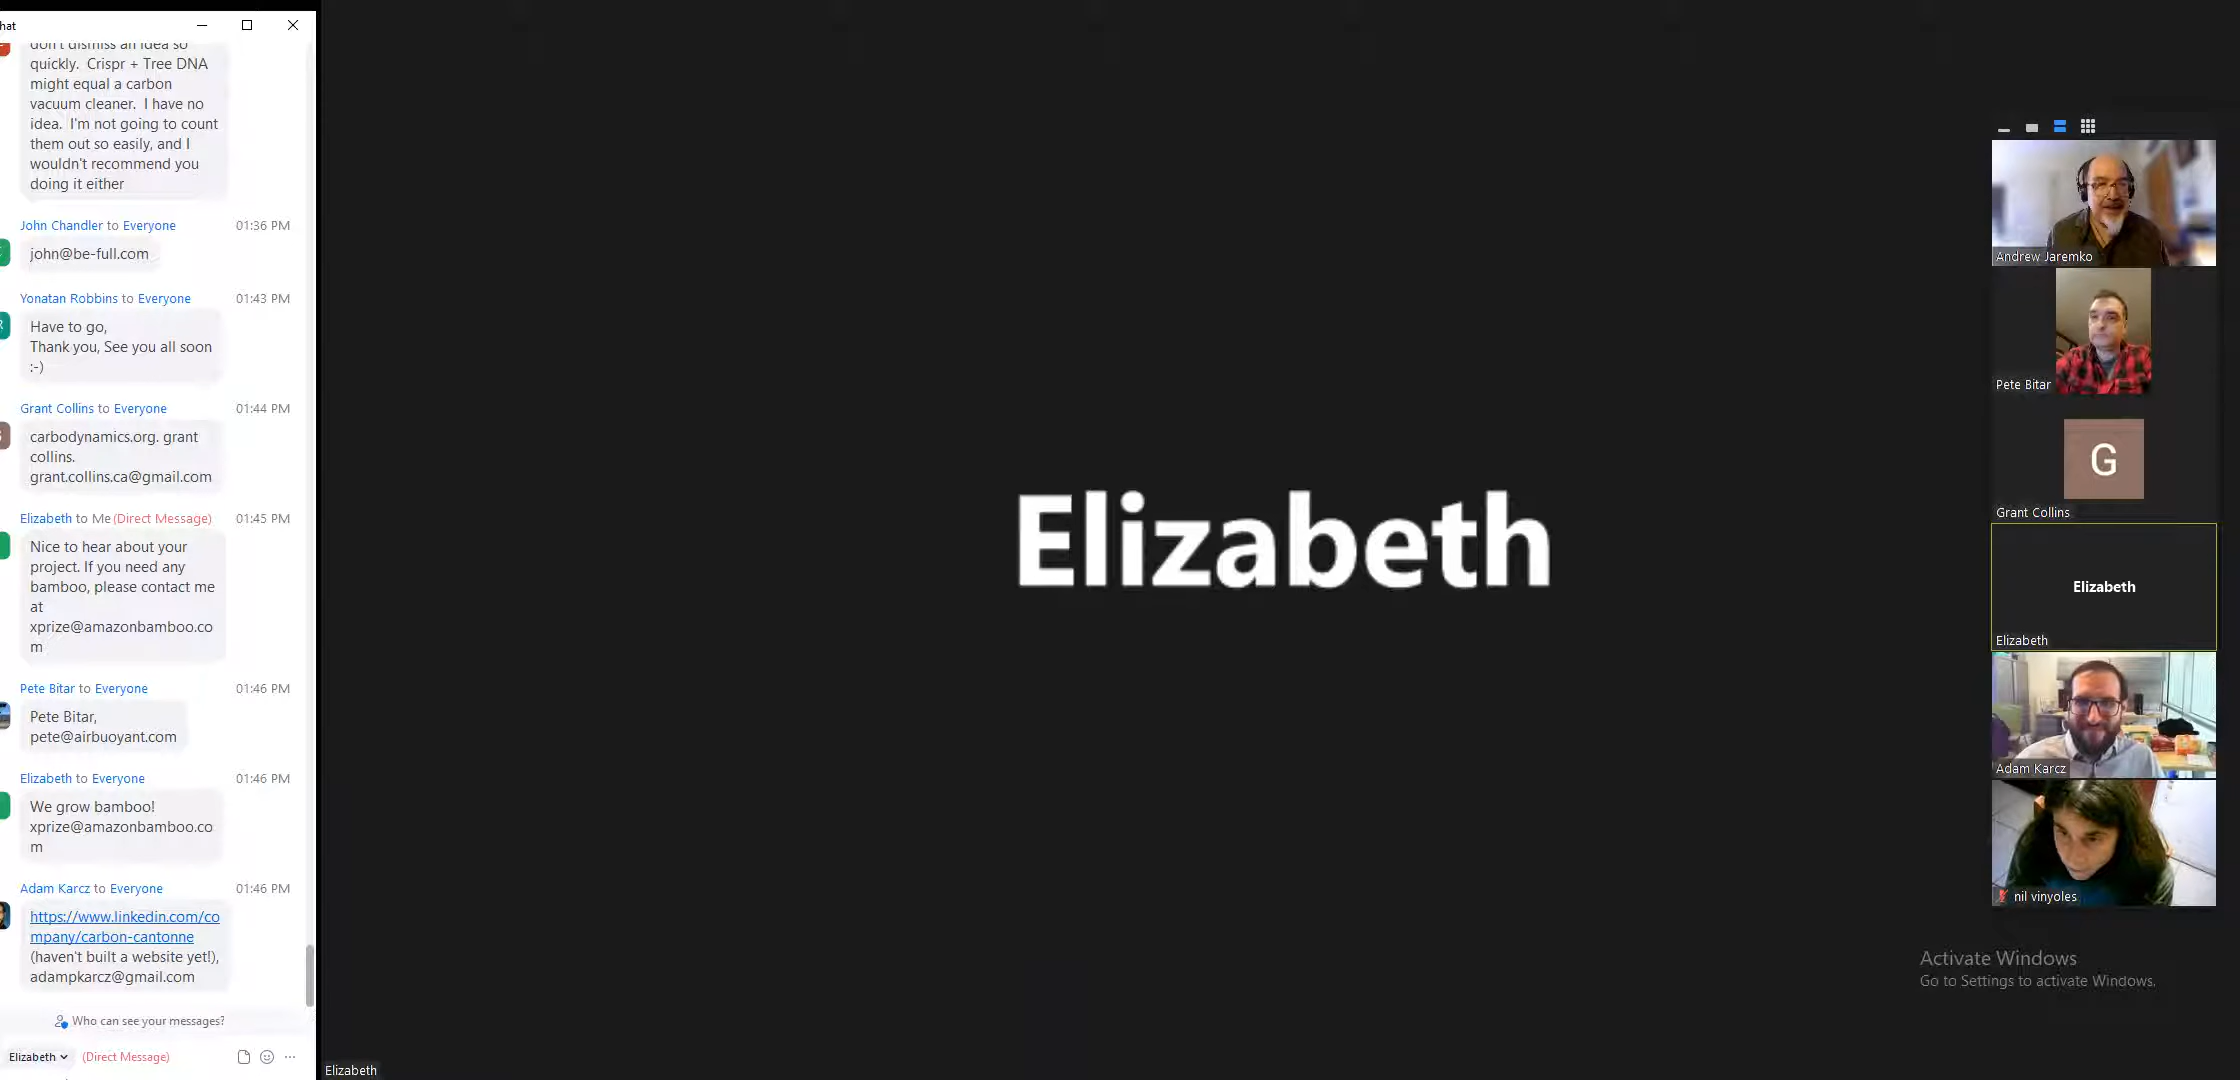 hat
don't dismiss an idea so
quickly.  Crispr + Tree DNA
might equal a carbon
vacuum cleaner.  I have no
idea.  I'm not going to count
them out so easily, and I
wouldn't recommend you
doing it either
John Chandler to Everyone 01:36 PM
john@be-full.com
Yonatan Robbins to Everyone 01:43 PM
Have to go,
Thank you, See you all soon
:-)
Grant Collins to Everyone 01:44 PM
carbodynamics.org. grant
collins.
grant.collins.ca@gmail.com
Elizabeth to Me(Direct Message) 01:45 PM
Nice to hear about your
project. If you need any
bamboo, please contact me
at
xprize@amazonbamboo.co
m
Pete Bitar to Everyone 01:46 PM
Pete Bitar,
pete@airbuoyant.com
Elizabeth to Everyone 01:46 PM
We grow bamboo!
xprize@amazonbamboo.co
m
Adam Karcz to Everyone 01:46 PM
https://www.linkedin.com/co
mpany/carbon-cantonne
(haven't built a website yet!),
adampkarcz@gmail.com
Who can see your messages?
Elizabeth (Direct Message)
Elizabeth
Elizabeth
Andrew Jaremko
Pete Bitar
G
Grant Collins
Elizabeth
Elizabeth
Adam Karcz
nil vinyoles
Activate Windows
Go to Settings to activate Windows.